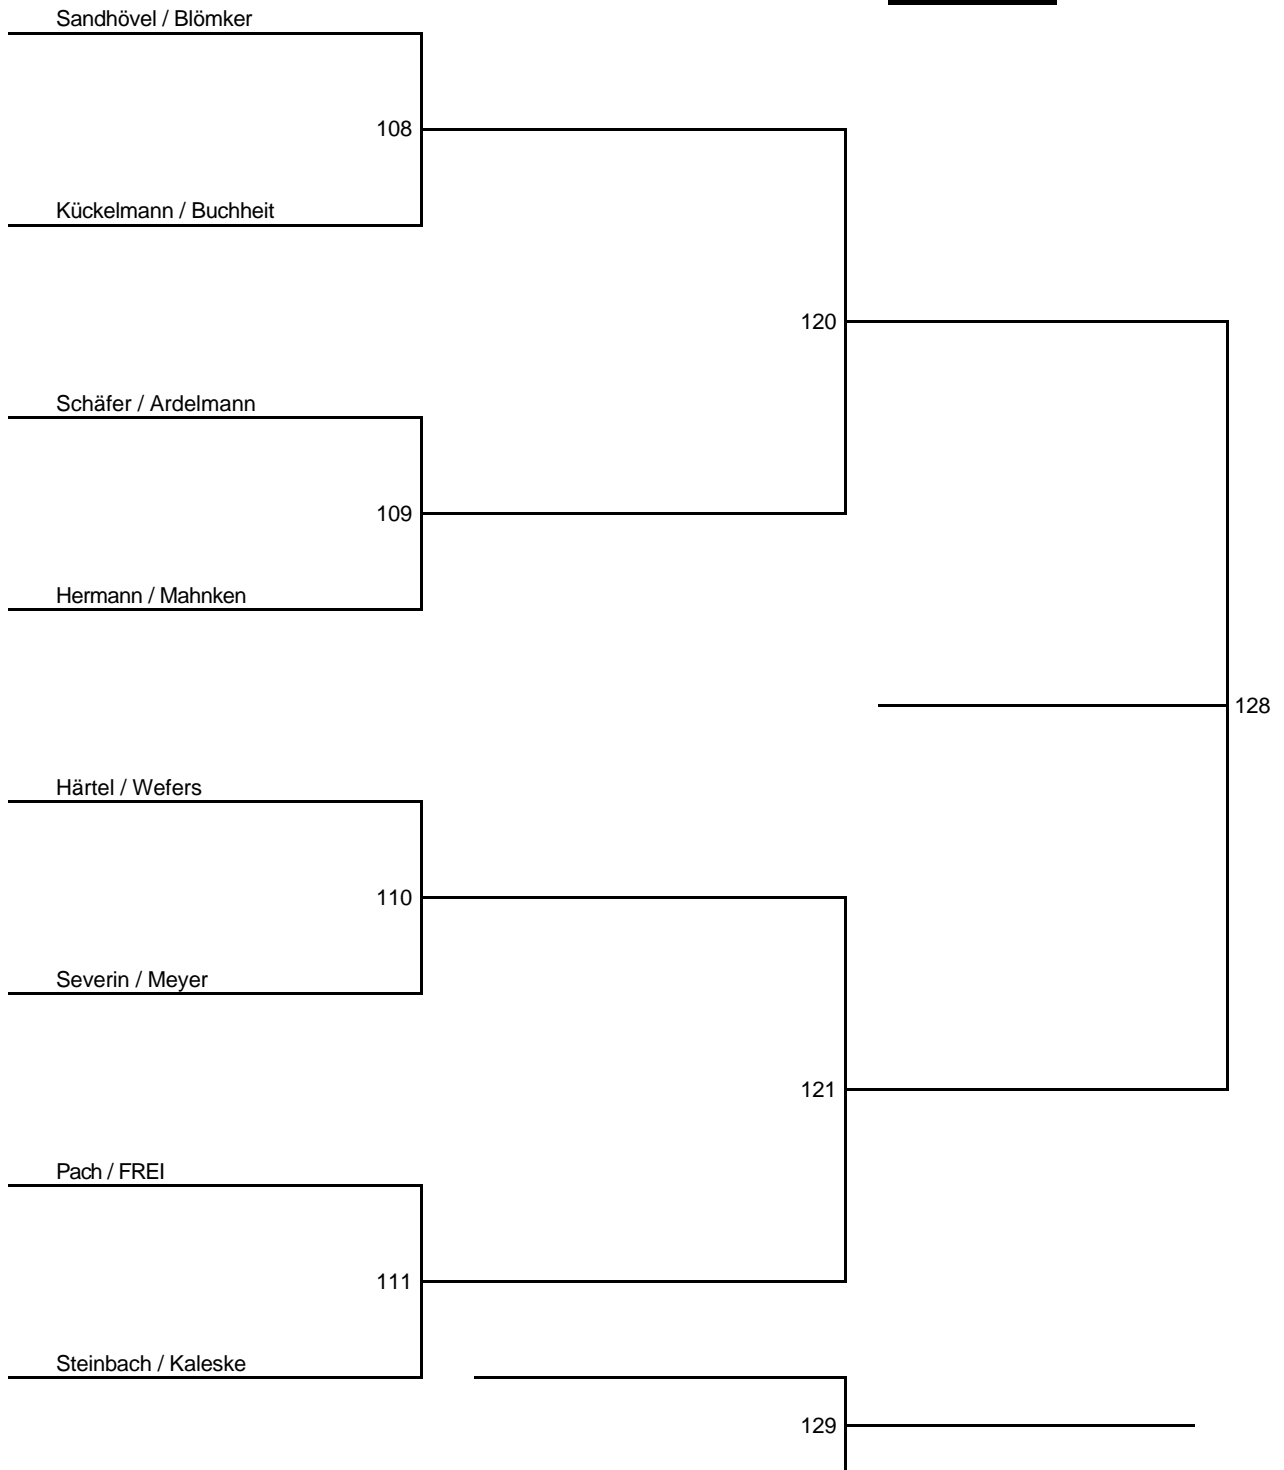 Sandhövel / Blömker
108
Kückelmann / Buchheit
120
Schäfer / Ardelmann
109
Hermann / Mahnken
128
Härtel / Wefers
110
Severin / Meyer
121
Pach / FREI
111
Steinbach / Kaleske
129